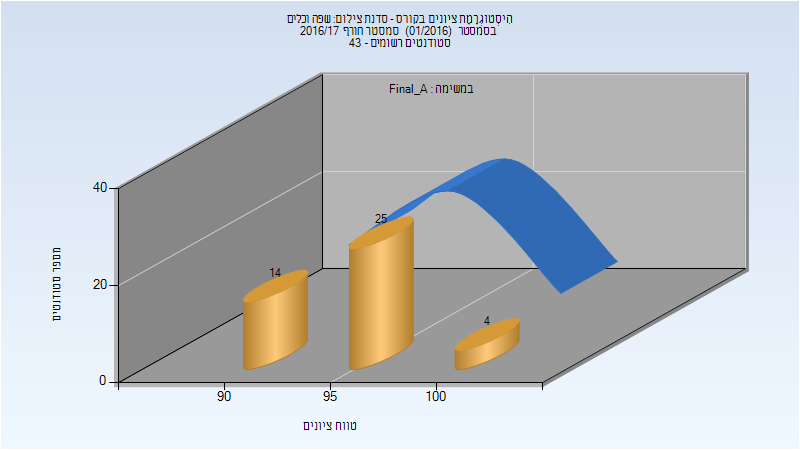 היסטוגרמת ציונים בקורס - סדנת צילום: שפה וכלים
בסמסטר (01/2016) סמסטר חורף 2016/17
סטודנטים רשומים - 43
במשימה : Final_A
40
20
0
מספר סטודנטים
14
25
4
90
95
100
טווח ציונים